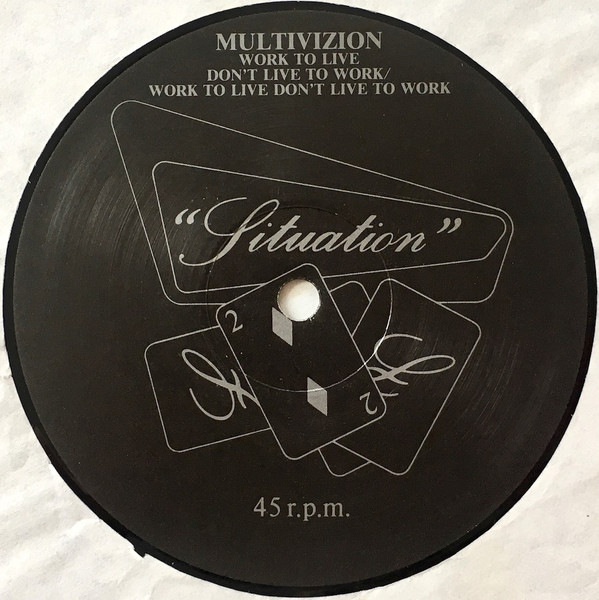 MULTIVIZION
WORK TO LIVE
DON'T LIVE TO WORK/
WORK TO LIVE DON'T LIVE TO WORK
"Situation"
2
2
45 r.p.m.